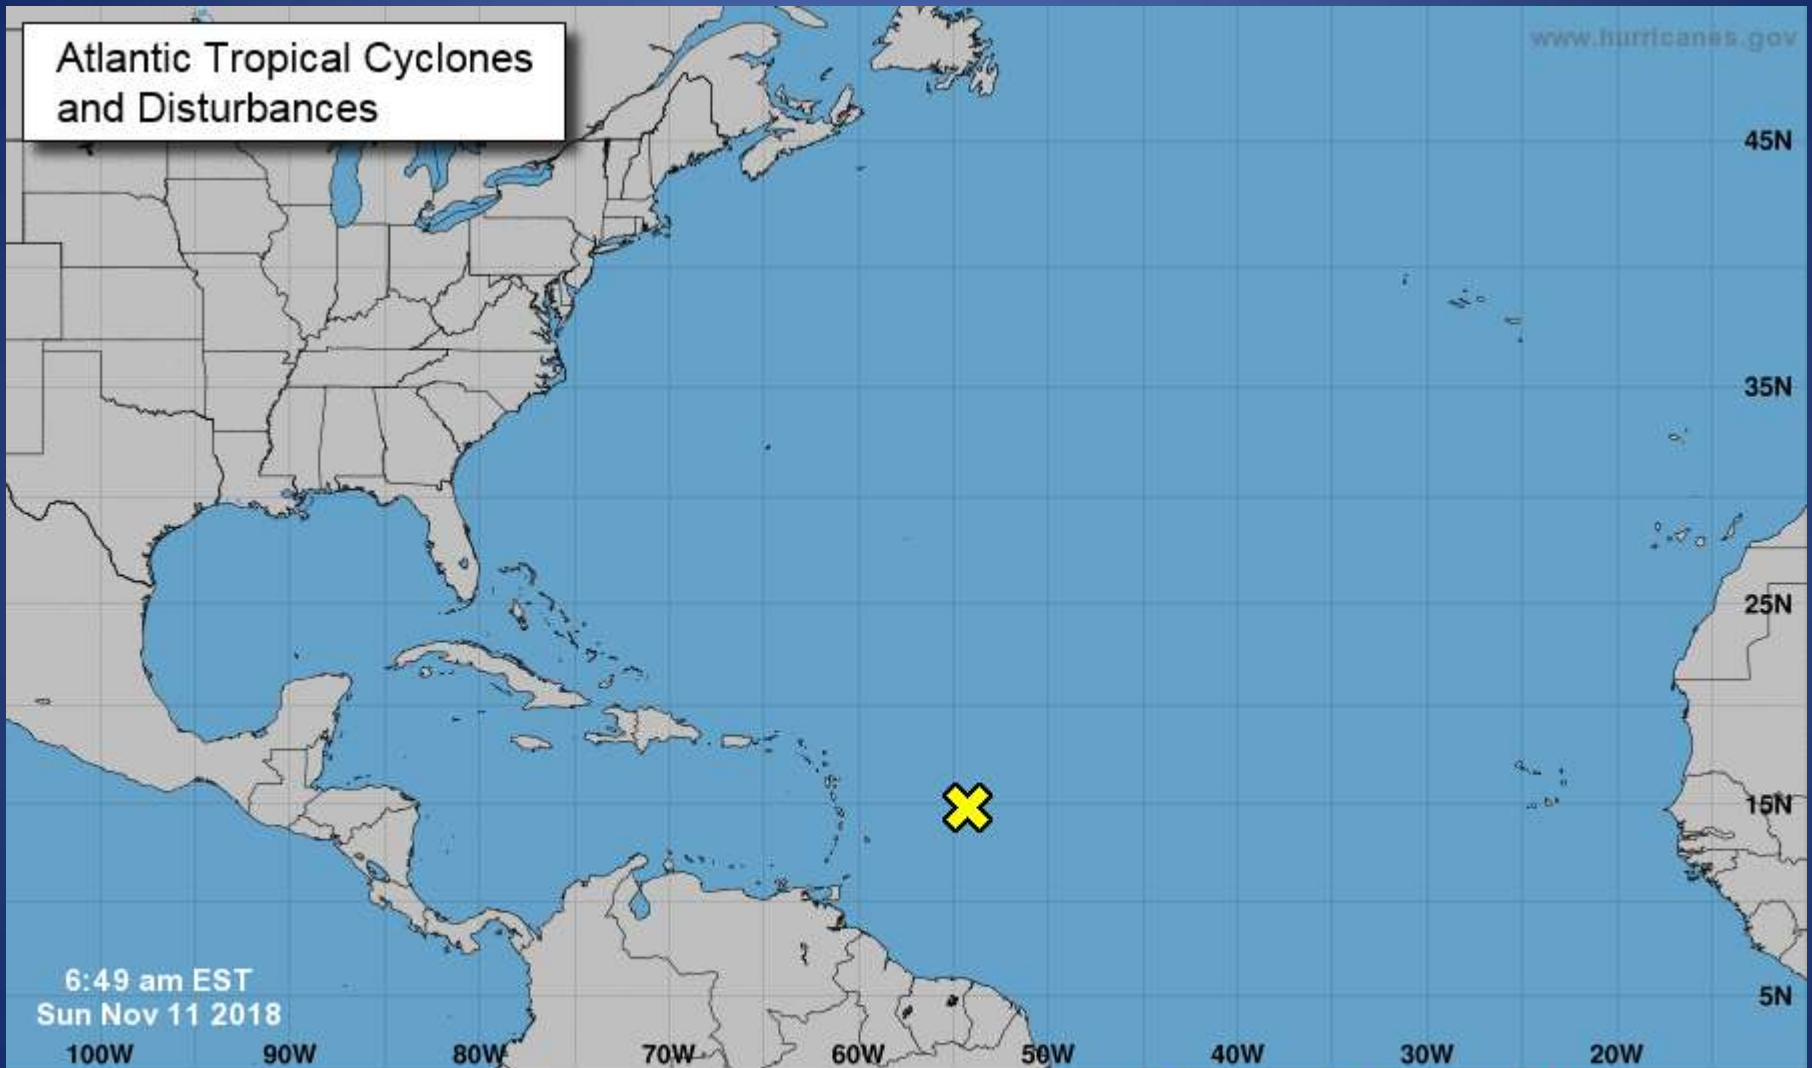 Atlantic Tropical Cyclones
and Disturbances
www.hurricanes.gov
45N
35N
25N
15N
5N
6:49 am EST
Sun Nov 11 2018
100W 90W 80W 70W 60W 50W 40W 30W 20W